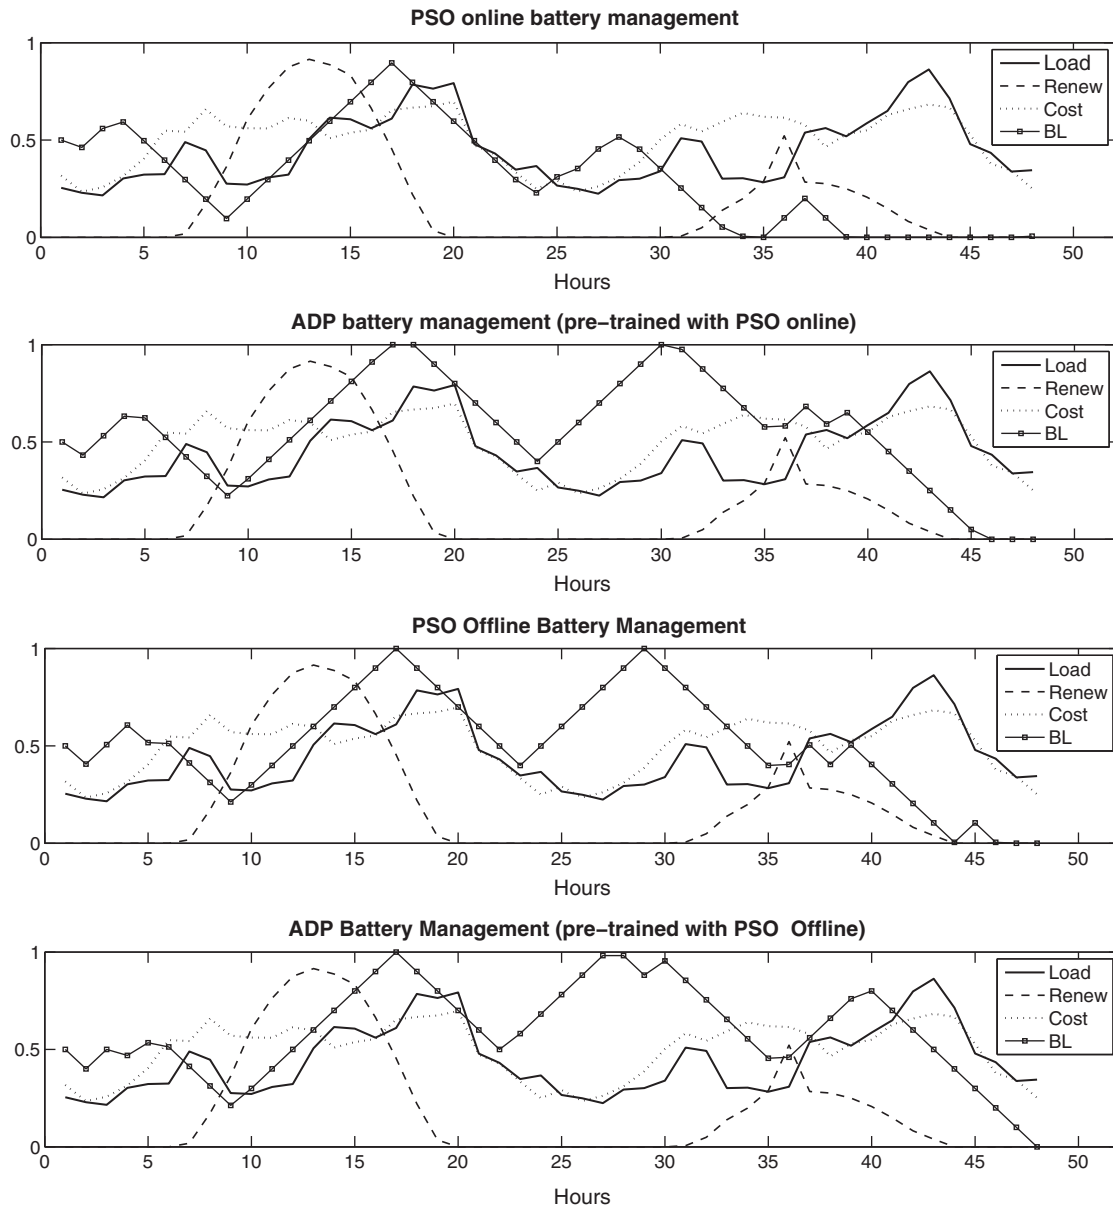 PSO online battery management
1
0.5
0
Load
Renew
Cost
BL
0 5 10 15 20 25 30 35 40 45 50
Hours
ADP battery management (pre−trained with PSO online)
1
0.5
0
Load
Renew
Cost
BL
0 5 10 15 20 25 30 35 40 45 50
Hours
PSO Offline Battery Management
1
0.5
0
Load
Renew
Cost
BL
0 5 10 15 20 25 30 35 40 45 50
Hours
ADP Battery Management (pre−trained with PSO Offline)
1
0.5
0
Load
Renew
Cost
BL
0 5 10 15 20 25 30 35 40 45 50
Hours